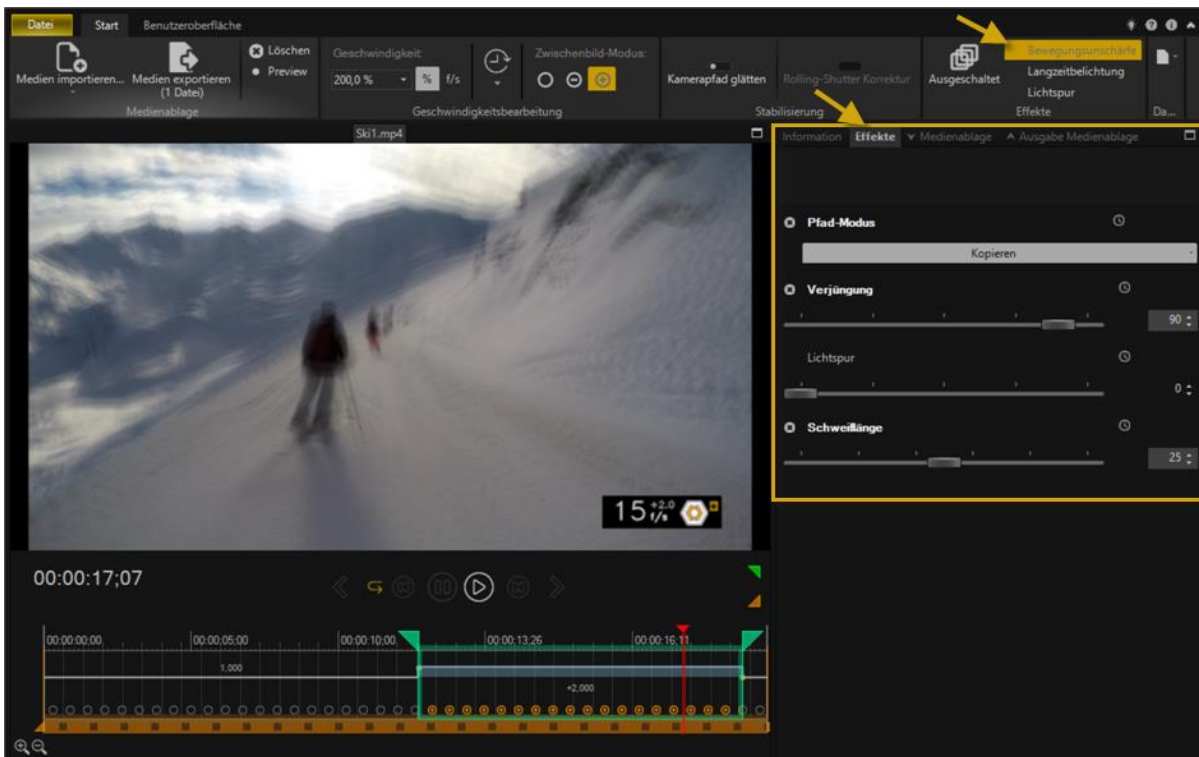 Datei Start Benutzeroberfläche
Medien importieren... Medien exportieren
(1 Datei)
Löschen
Preview
Medienablage
Geschwindigkeit:
200,0 % % f/s
Zwischenbild-Modus:
Geschwindigkeitsbearbeitung
Kamerapfad glätten Rolling-Shutter Korrektur
Stabilisierung
Ausgeschaltet
Bewegungsunschärfe
Langzeitbelichtung
Lichtspur
Effekte
Da...
Ski1.mp4
Information Effekte Medienablage Ausgabe Medienablage
Pfad-Modus
Kopieren
Verjüngung
90
Lichtspur
0
Schweiflänge
25
15 +2.0 f/s
00:00:17;07
00:00:00;00 00:00:05;00 00:00:10;00 00:00:13;26 00:00:16;11
1,000
+2,000